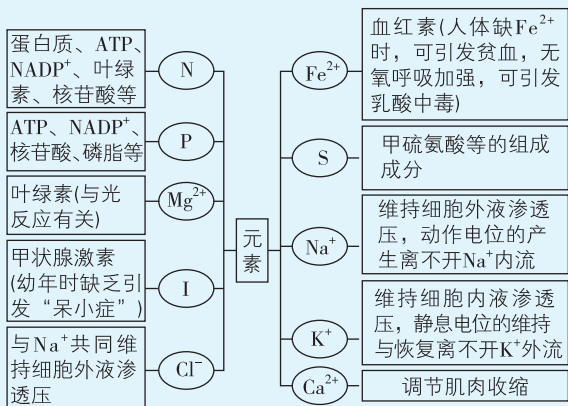 蛋白质、ATP、
NADP⁺、叶绿
素、核苷酸等
N
ATP、NADP⁺、
核苷酸、磷脂等
P
叶绿素(与光
反应有关)
Mg²⁺
甲状腺激素
(幼年时缺乏引
发“呆小症”)
I
与Na⁺共同维
持细胞外液渗
透压
Cl⁻
元
素
Fe²⁺
血红素(人体缺Fe²⁺
时，可引发贫血，无
氧呼吸加强，可引发
乳酸中毒)
S
甲硫氨酸等的组成
成分
Na⁺
维持细胞外液渗透
压，动作电位的产
生离不开Na⁺内流
K⁺
维持细胞内液渗透
压，静息电位的维持
与恢复离不开K⁺外流
Ca²⁺
调节肌肉收缩